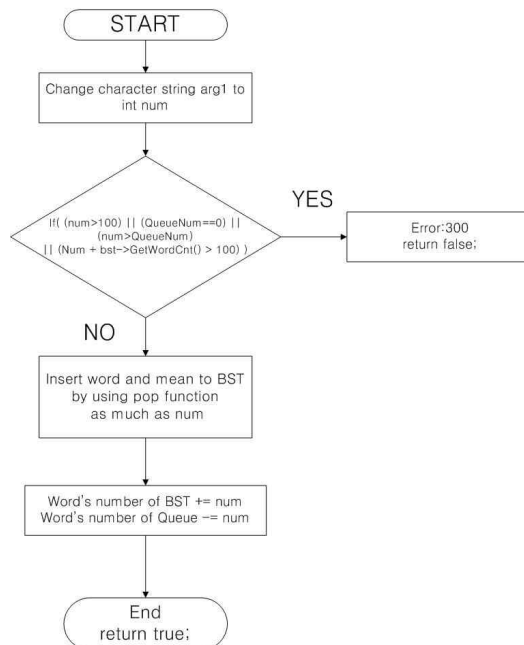 START
Change character string arg1 to
int num
If( (num>100) || (QueueNum==0) ||
(num>QueueNum)
|| (Num + bst->GetWordCnt() > 100) )
YES
Error:300
return false;
NO
Insert word and mean to BST
by using pop function
as much as num
Word's number of BST += num
Word's number of Queue -= num
End
return true;